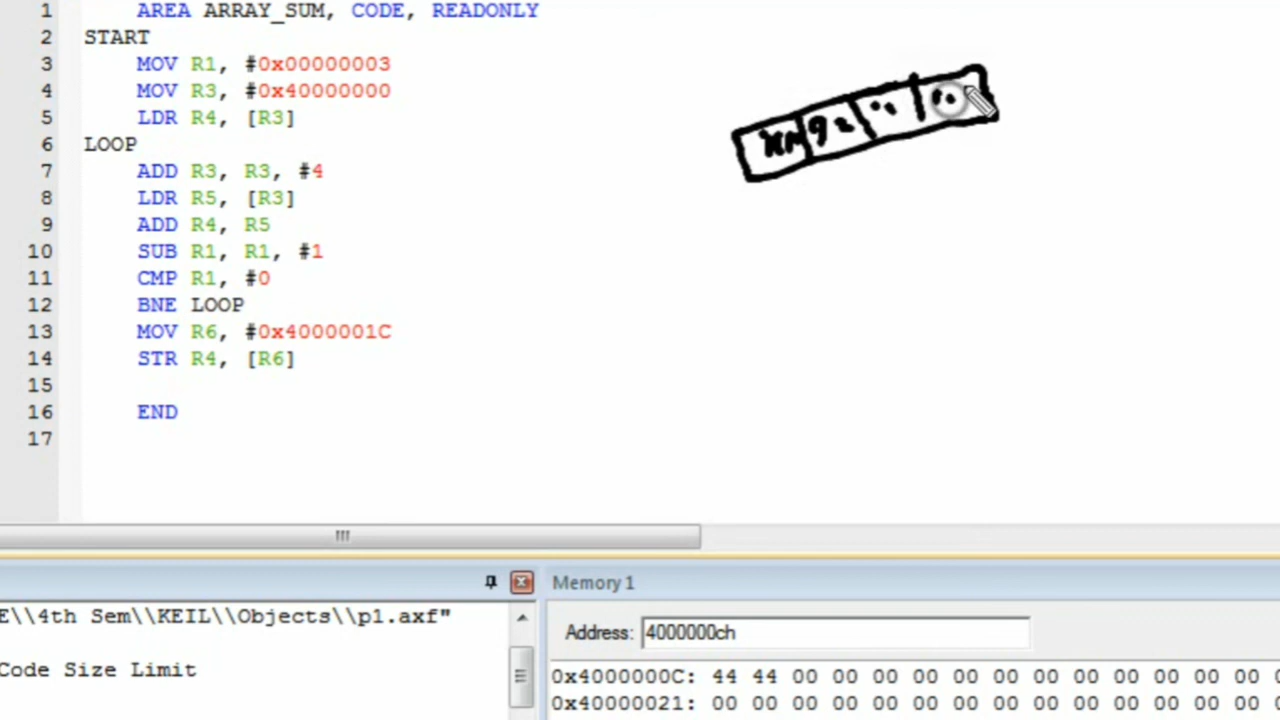 1 AREA ARRAY_SUM, CODE, READONLY
2 START
3 MOV R1, #0x00000003
4 MOV R3, #0x40000000
5 LDR R4, [R3]
6 LOOP
7 ADD R3, R3, #4
8 LDR R5, [R3]
9 ADD R4, R5
10 SUB R1, R1, #1
11 CMP R1, #0
12 BNE LOOP
13 MOV R6, #0x4000001C
14 STR R4, [R6]
15
16 END
17
E\\4th Sem\\KEIL\\Objects\\p1.axf"
Code Size Limit
Memory 1
Address: 4000000ch
0x4000000C: 44 44 00 00 00 00 00 00 00 00 00 00 00 00
0x40000021: 00 00 00 00 00 00 00 00 00 00 00 00 00 00